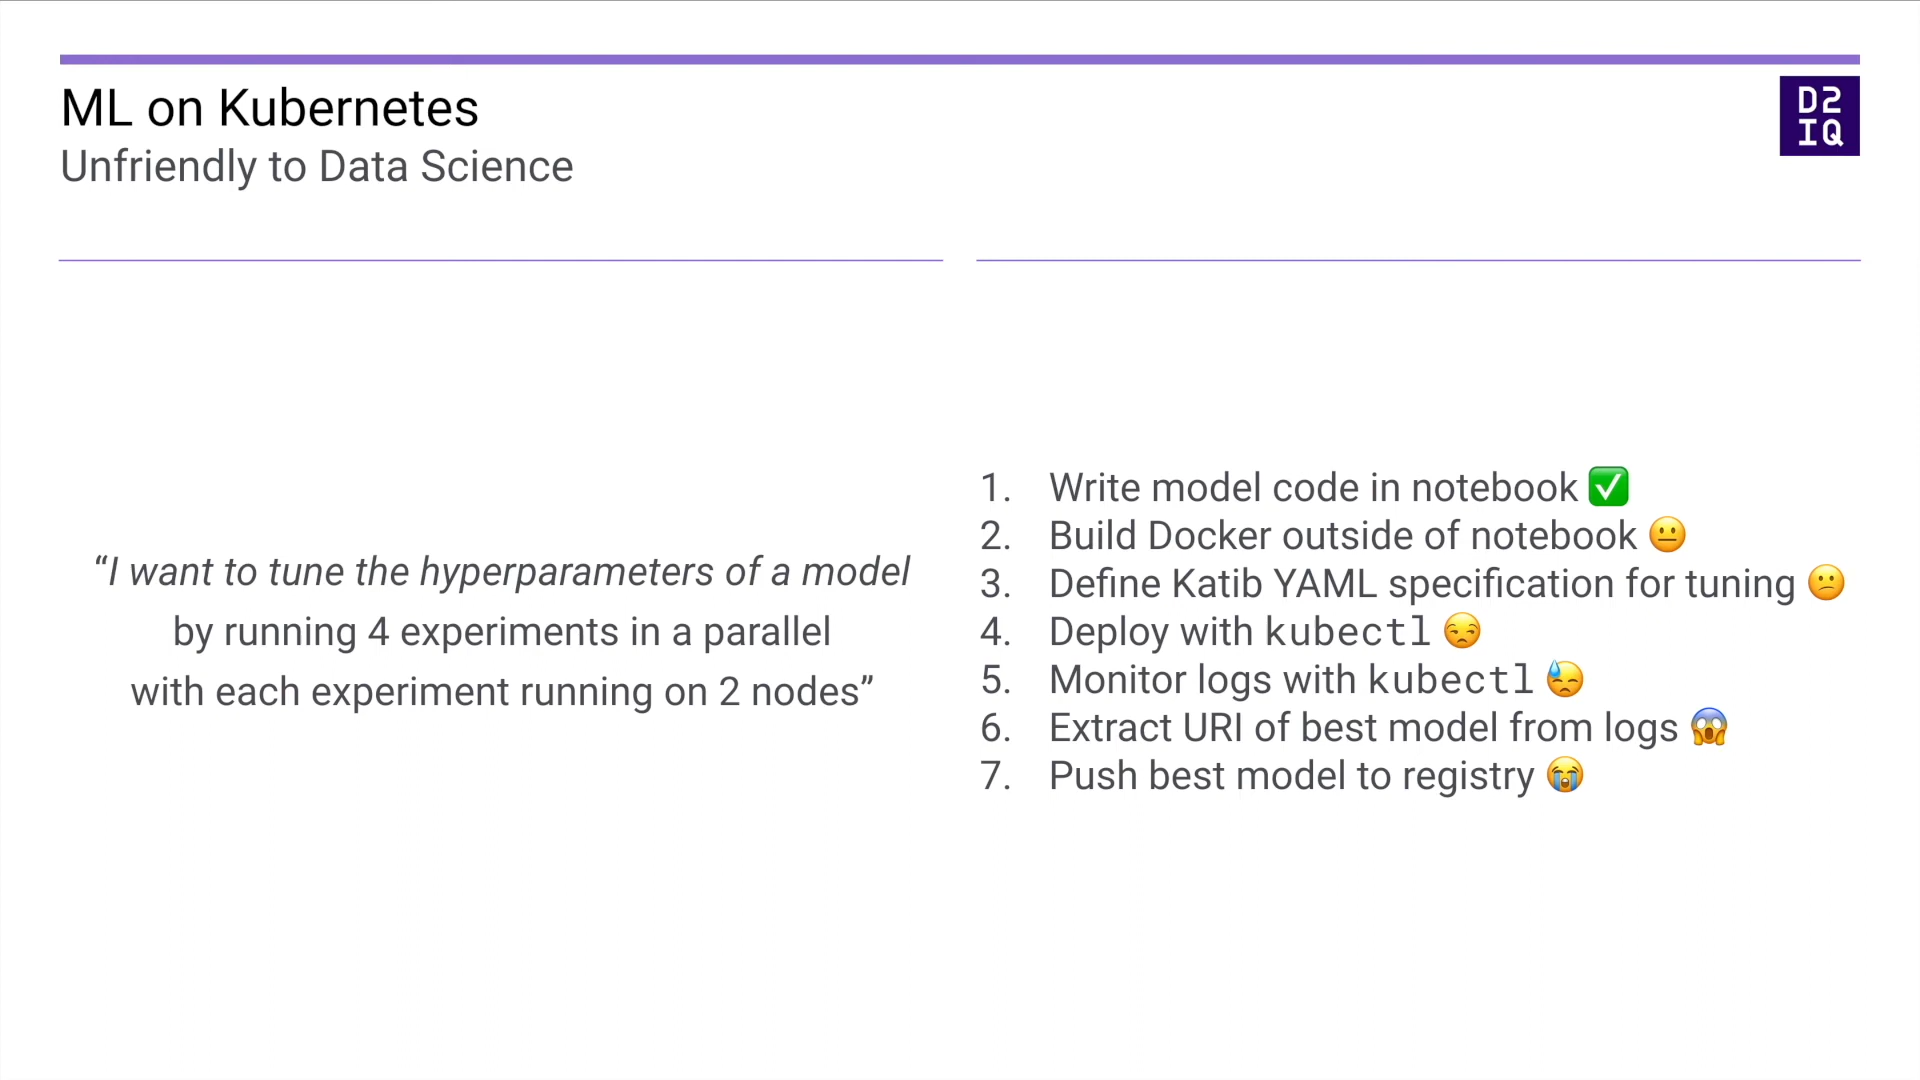 ML on Kubernetes
Unfriendly to Data Science
D2
IQ
“I want to tune the hyperparameters of a model
by running 4 experiments in a parallel
with each experiment running on 2 nodes”
1. Write model code in notebook ✅
2. Build Docker outside of notebook 😐
3. Define Katib YAML specification for tuning 😕
4. Deploy with kubectl 😒
5. Monitor logs with kubectl 😓
6. Extract URI of best model from logs 😱
7. Push best model to registry 😭